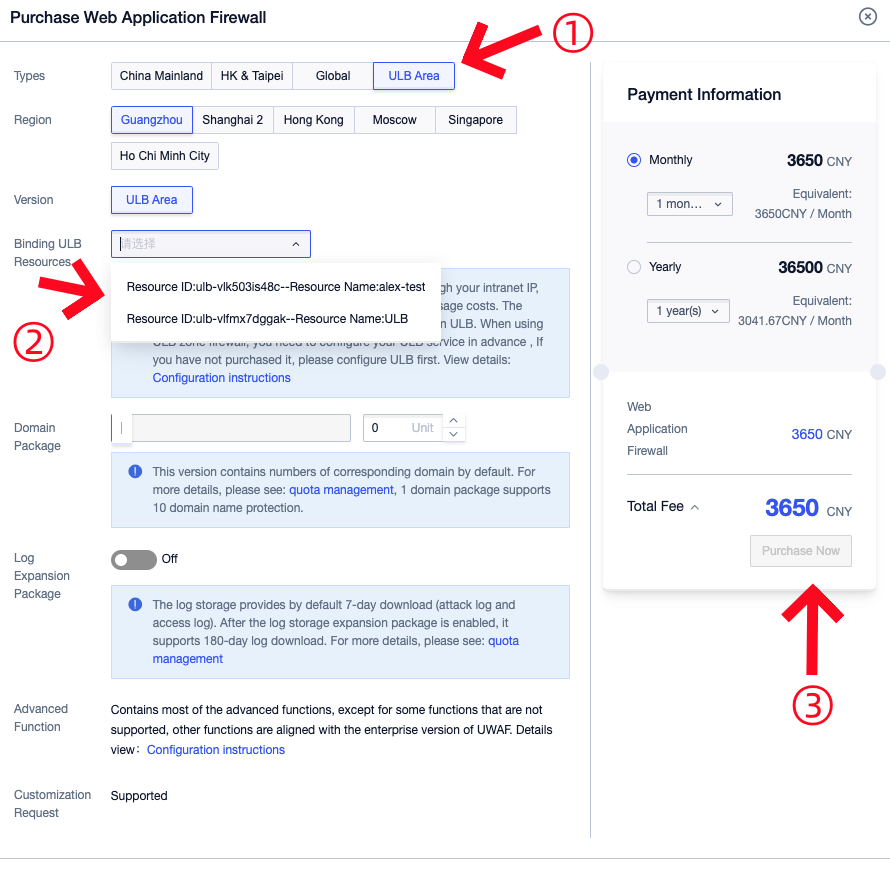 Purchase Web Application Firewall
①
Types
China Mainland
HK & Taipei
Global
ULB Area
Region
Guangzhou
Shanghai 2
Hong Kong
Moscow
Singapore
Ho Chi Minh City
Version
ULB Area
Binding ULB
Resources
请选择
②
Resource ID:ulb-vlk503is48c--Resource Name:alex-test
Resource ID:ulb-vlfmx7dggak--Resource Name:ULB
gh your intranet IP,
sage costs. The
n ULB. When using
ULB zone firewall, you need to configure your ULB service in advance , If
you have not purchased it, please configure ULB first. View details:
Configuration instructions
Domain
Package
0
Unit
This version contains numbers of corresponding domain by default. For
more details, please see: quota management, 1 domain package supports
10 domain name protection.
Log
Expansion
Package
Off
The log storage provides by default 7-day download (attack log and
access log). After the log storage expansion package is enabled, it
supports 180-day log download. For more details, please see: quota
management
Advanced
Function
Contains most of the advanced functions, except for some functions that are not
supported, other functions are aligned with the enterprise version of UWAF. Details
view： Configuration instructions
Customization
Request
Supported
Payment Information
Monthly
3650 CNY
1 mon...
Equivalent:
3650CNY / Month
Yearly
36500 CNY
1 year(s)
Equivalent:
3041.67CNY / Month
Web
Application
Firewall
3650 CNY
Total Fee
3650 CNY
Purchase Now
③